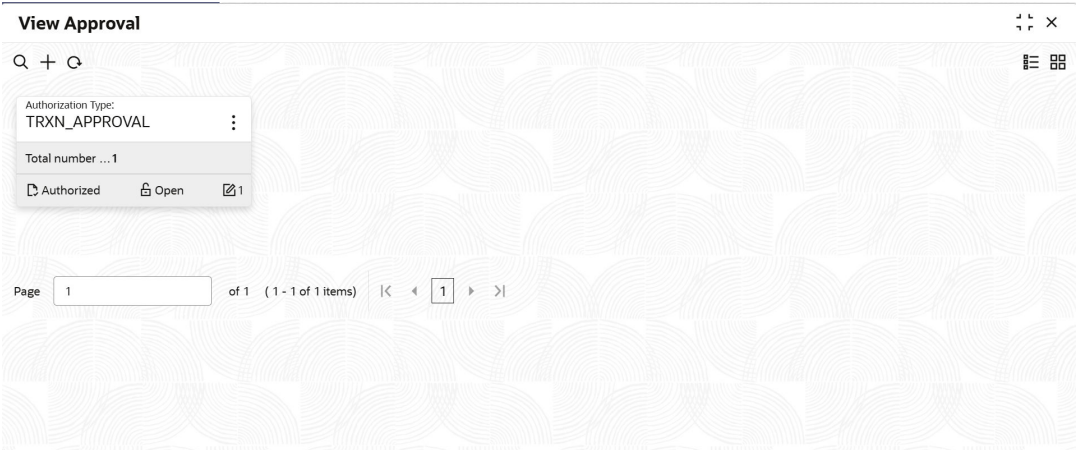 View Approval
Authorization Type:
TRXN_APPROVAL
Total number ... 1
Authorized Open 1
Page 1 of 1 ( 1 - 1 of 1 items) 1